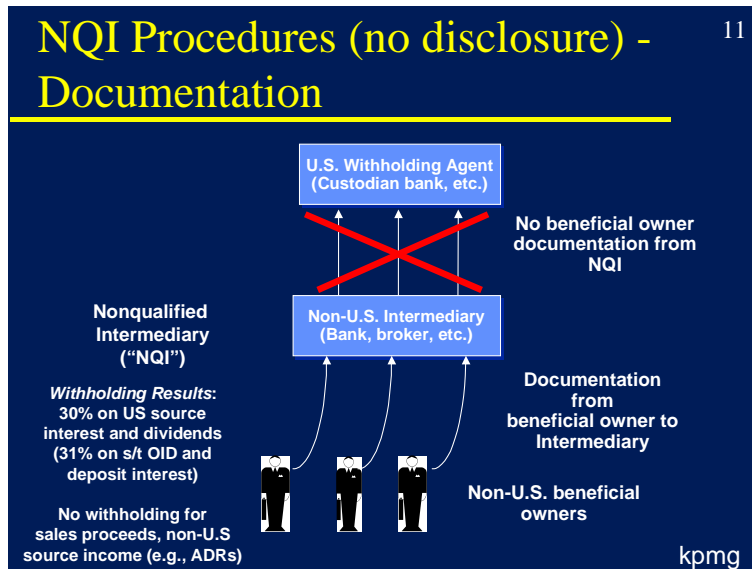 NQI Procedures (no disclosure) -
Documentation
11
U.S. Withholding Agent
(Custodian bank, etc.)
No beneficial owner
documentation from
NQI
Nonqualified
Intermediary
(“NQI”)
Non-U.S. Intermediary
(Bank, broker, etc.)
Withholding Results:
30% on US source
interest and dividends
(31% on s/t OID and
deposit interest)
Documentation
from
beneficial owner to
Intermediary
No withholding for
sales proceeds, non-U.S
source income (e.g., ADRs)
Non-U.S. beneficial
owners
kpmg